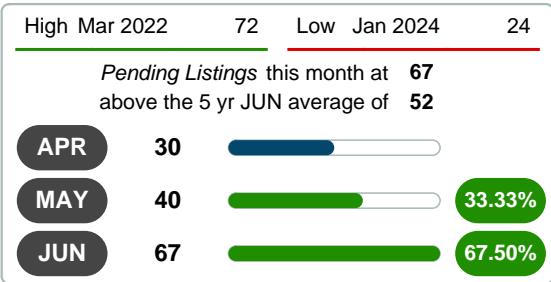 High Mar 2022 72 Low Jan 2024 24
Pending Listings this month at 67
above the 5 yr JUN average of 52
APR 30
MAY 40 33.33%
JUN 67 67.50%